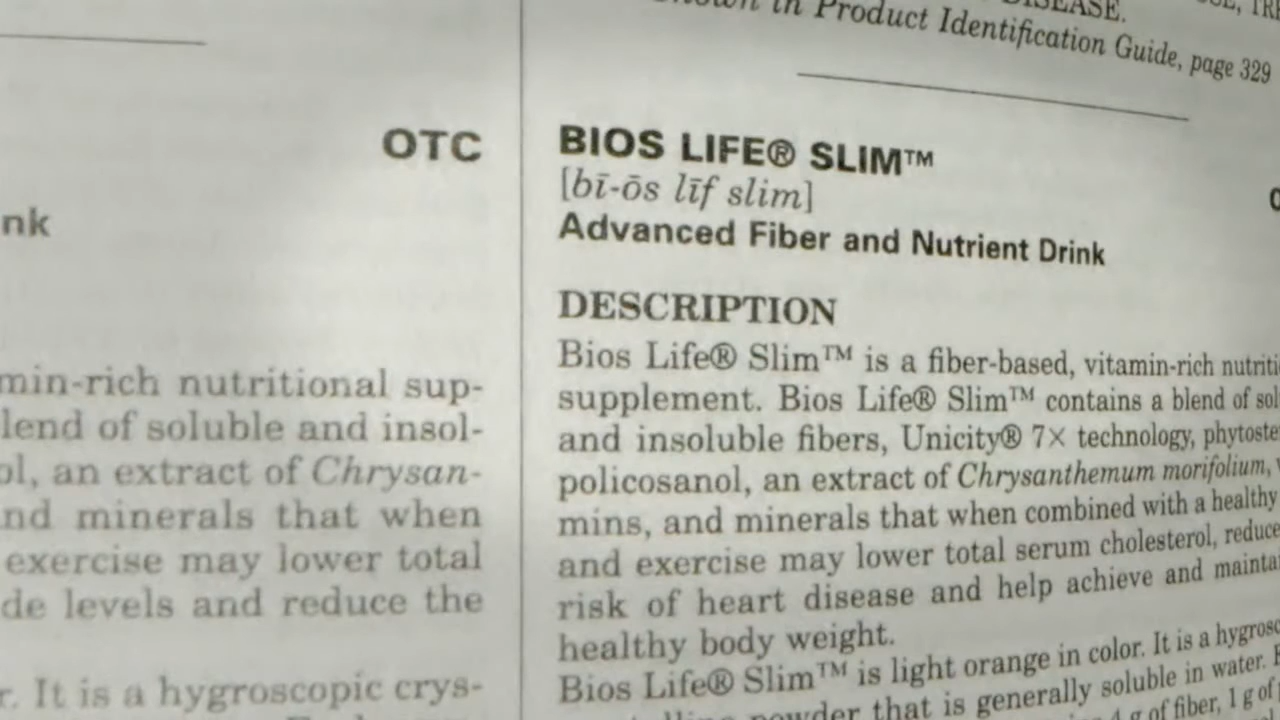 OTC
nk
min-rich nutritional sup-
lend of soluble and insol-
ol, an extract of Chrysan-
nd minerals that when
exercise may lower total
de levels and reduce the
r. It is a hygroscopic crys-
DISEASE.
in Product Identification Guide, page 329
BIOS LIFE® SLIM™
[bī-ōs līf slim]
Advanced Fiber and Nutrient Drink
DESCRIPTION
Bios Life® Slim™ is a fiber-based, vitamin-rich nutriti
supplement. Bios Life® Slim™ contains a blend of sol
and insoluble fibers, Unicity® 7× technology, phytoste
policosanol, an extract of Chrysanthemum morifolium,
mins, and minerals that when combined with a healthy
and exercise may lower total serum cholesterol, reduce
risk of heart disease and help achieve and mainta
healthy body weight.
Bios Life® Slim™ is light orange in color. It is a hygrosc
powder that is generally soluble in water.
g of fiber, 1 g of